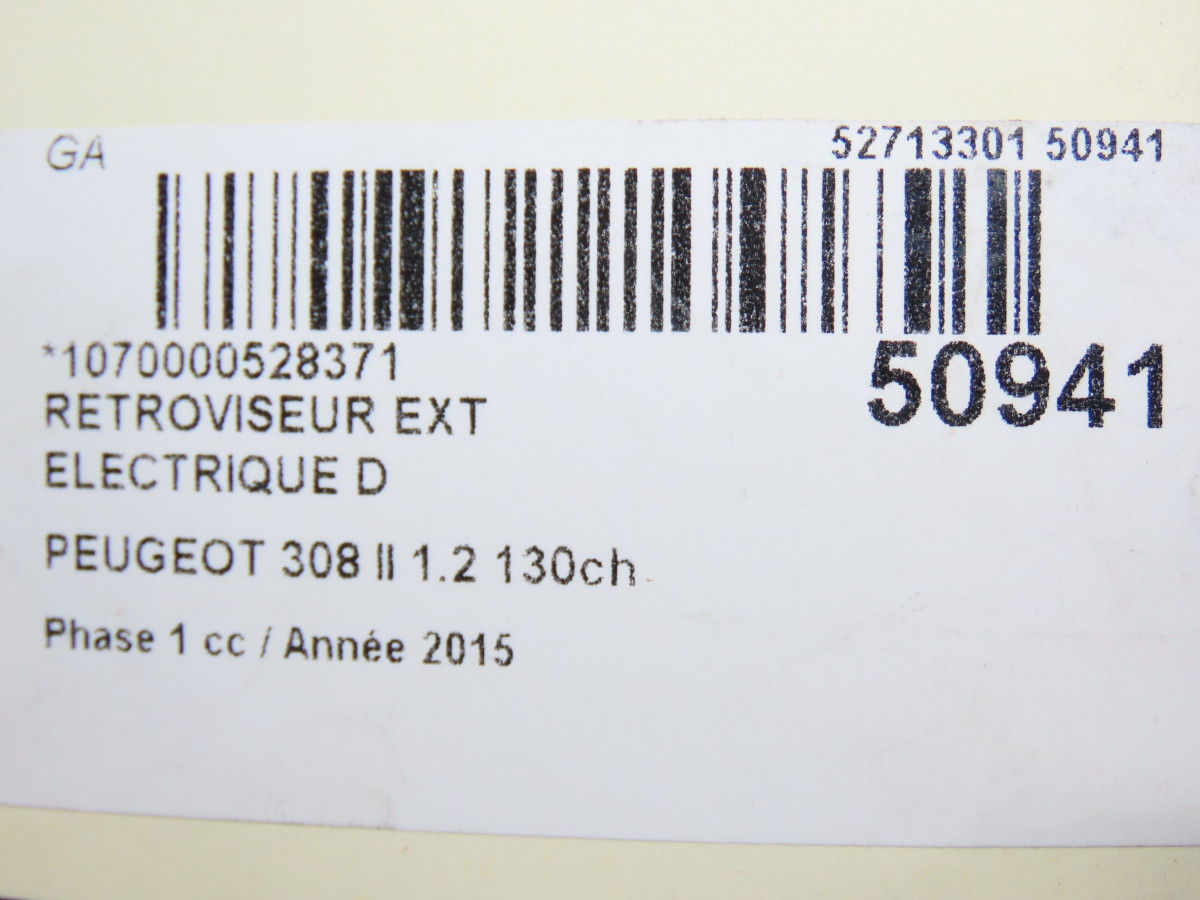 GA
52713301 50941
*1070000528371
50941
RETROVISEUR EXT
ELECTRIQUE D
PEUGEOT 308 II 1.2 130ch
Phase 1 cc / Année 2015